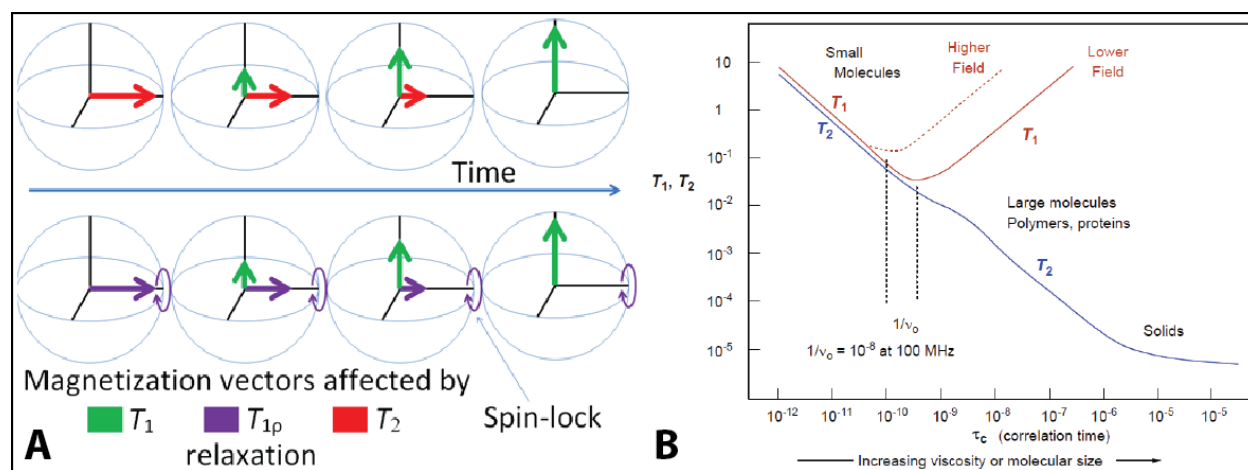 Time
Magnetization vectors affected by
T1 T1ρ T2
relaxation
Spin-lock
A
Small
Molecules
Higher
Field
Lower
Field
10
1
10-1
10-2
10-3
10-4
10-5
T1, T2
T1
T2
T1
Large molecules
Polymers, proteins
T2
Solids
1/νo
1/νo = 10-8 at 100 MHz
10-12 10-11 10-10 10-9 10-8 10-7 10-6 10-5 10-5
τc (correlation time)
Increasing viscosity or molecular size
B